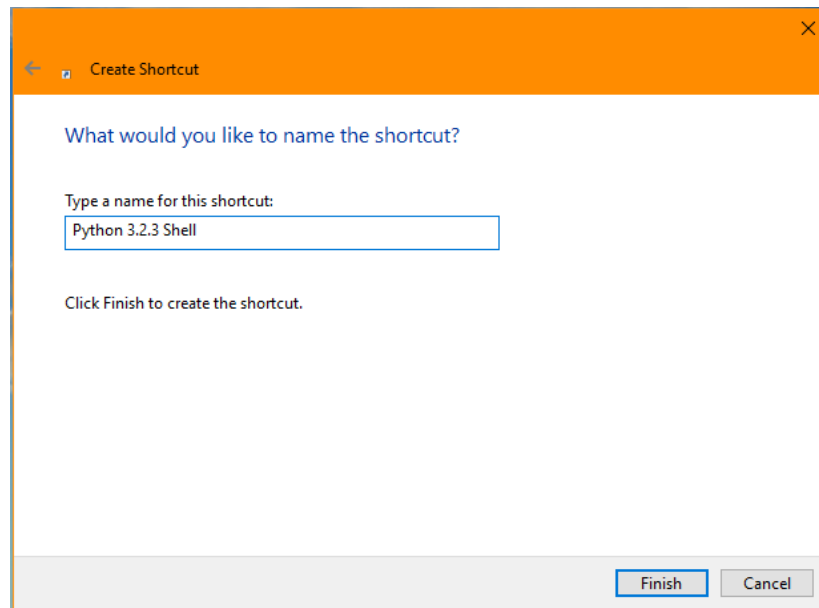 Create Shortcut
What would you like to name the shortcut?
Type a name for this shortcut:
Python 3.2.3 Shell
Click Finish to create the shortcut.
Finish Cancel